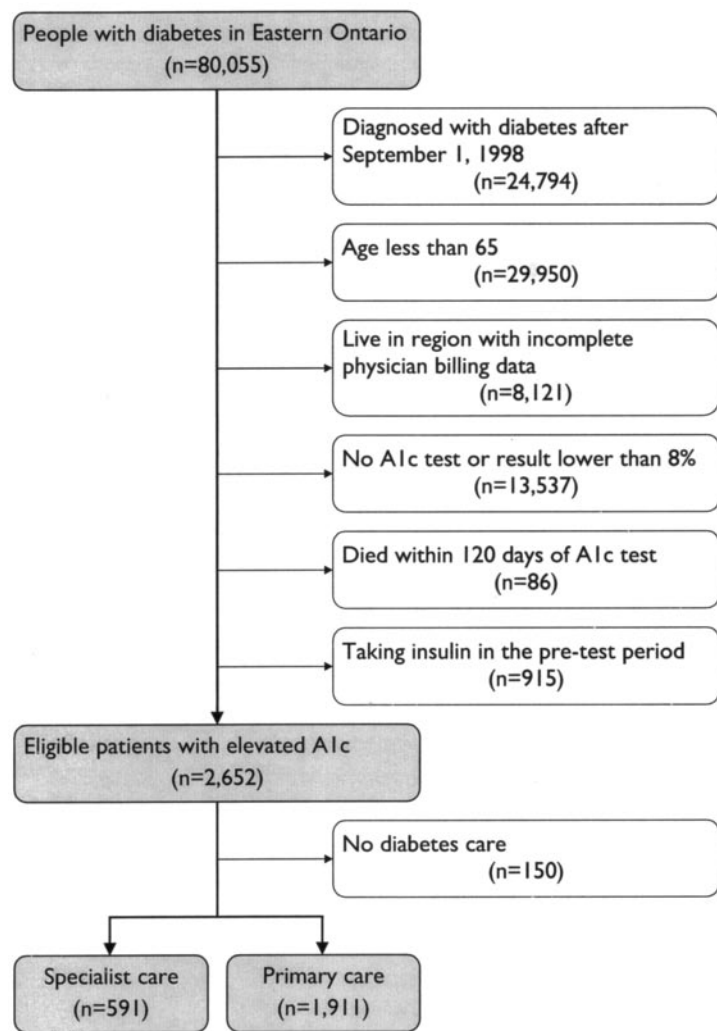 People with diabetes in Eastern Ontario
(n=80,055)
Diagnosed with diabetes after
September 1, 1998
(n=24,794)
Age less than 65
(n=29,950)
Live in region with incomplete
physician billing data
(n=8,121)
No A1c test or result lower than 8%
(n=13,537)
Died within 120 days of A1c test
(n=86)
Taking insulin in the pre-test period
(n=915)
Eligible patients with elevated A1c
(n=2,652)
No diabetes care
(n=150)
Specialist care
(n=591)
Primary care
(n=1,911)